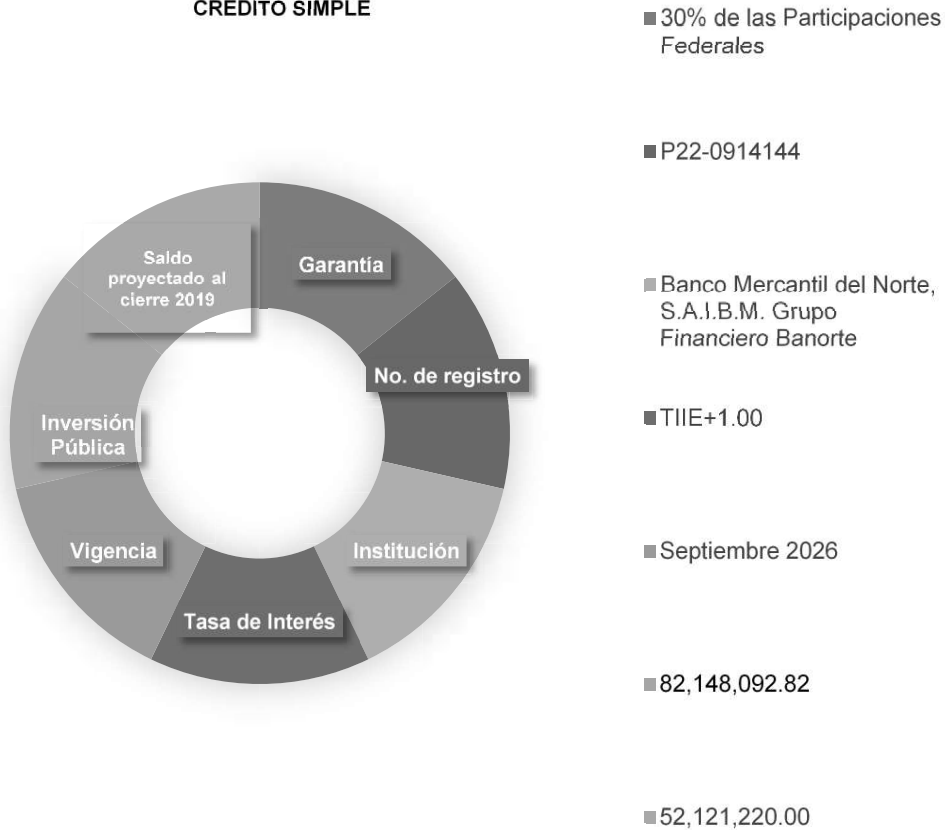 CREDITO SIMPLE
Saldo
proyectado al
cierre 2019
Garantía
No. de registro
Inversión
Pública
Vigencia
Institución
Tasa de Interés
30% de las Participaciones
Federales
P22-0914144
Banco Mercantil del Norte,
S.A.I.B.M. Grupo
Financiero Banorte
TIIE+1.00
Septiembre 2026
82,148,092.82
52,121,220.00